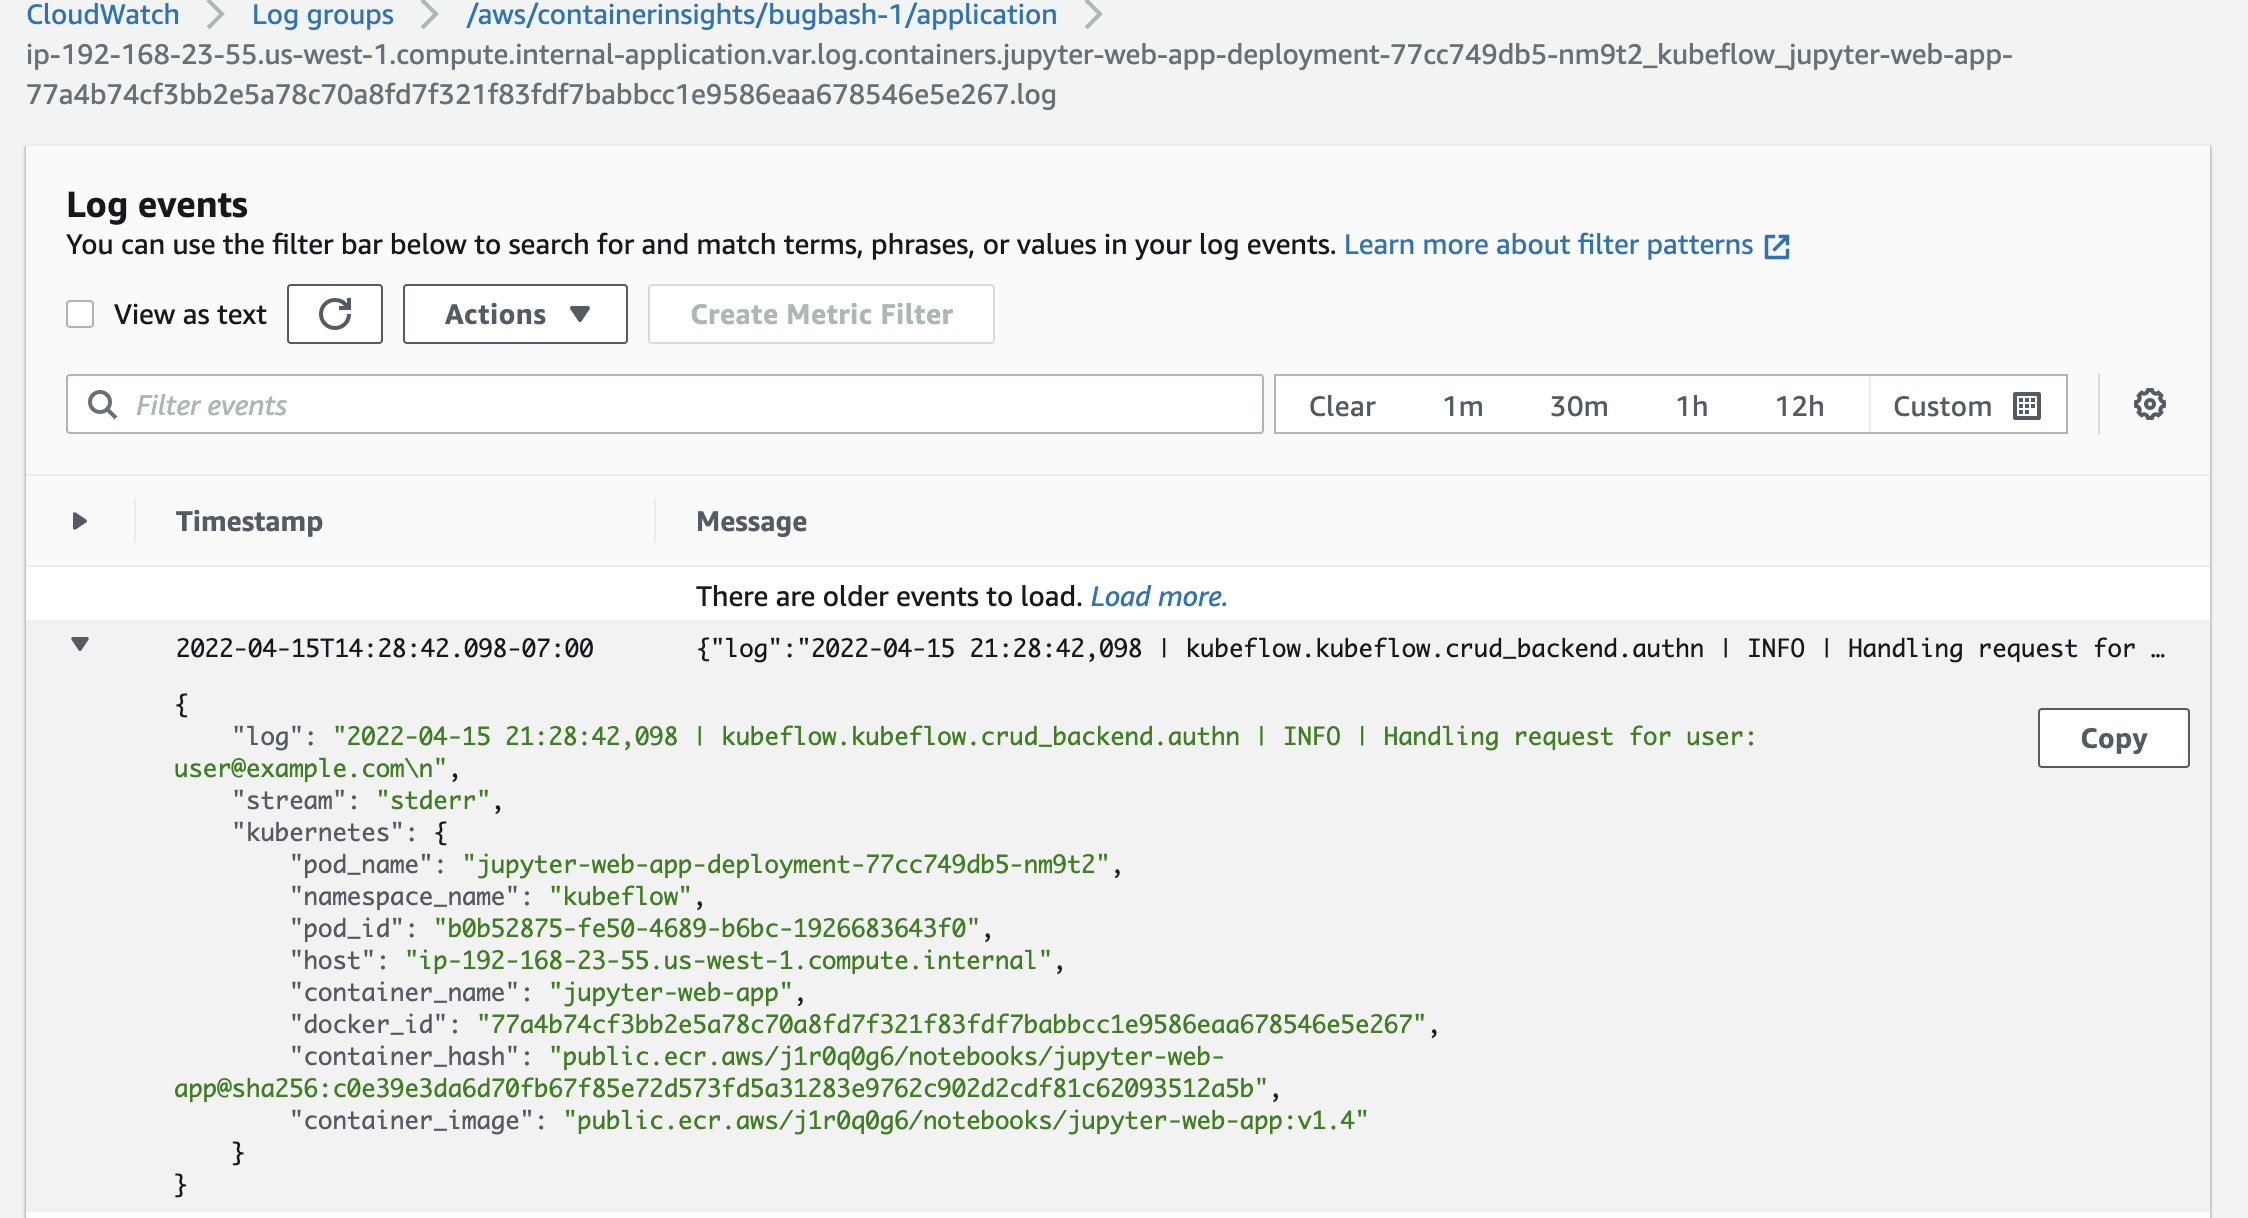 CloudWatch > Log groups > /aws/containerinsights/bugbash-1/application >
ip-192-168-23-55.us-west-1.compute.internal-application.var.log.containers.jupyter-web-app-deployment-77cc749db5-nm9t2_kubeflow_jupyter-web-app-
77a4b74cf3bb2e5a78c70a8fd7f321f83fdf7babbcc1e9586eaa678546e5e267.log
Log events
You can use the filter bar below to search for and match terms, phrases, or values in your log events. Learn more about filter patterns
View as text Actions Create Metric Filter
Filter events Clear 1m 30m 1h 12h Custom
Timestamp Message
There are older events to load. Load more.
2022-04-15T14:28:42.098-07:00 {"log":"2022-04-15 21:28:42,098 | kubeflow.kubeflow.crud_backend.authn | INFO | Handling request for …
{
"log": "2022-04-15 21:28:42,098 | kubeflow.kubeflow.crud_backend.authn | INFO | Handling request for user:
user@example.com\n",
Copy
"stream": "stderr",
"kubernetes": {
"pod_name": "jupyter-web-app-deployment-77cc749db5-nm9t2",
"namespace_name": "kubeflow",
"pod_id": "b0b52875-fe50-4689-b6bc-1926683643f0",
"host": "ip-192-168-23-55.us-west-1.compute.internal",
"container_name": "jupyter-web-app",
"docker_id": "77a4b74cf3bb2e5a78c70a8fd7f321f83fdf7babbcc1e9586eaa678546e5e267",
"container_hash": "public.ecr.aws/j1r0q0g6/notebooks/jupyter-web-
app@sha256:c0e39e3da6d70fb67f85e72d573fd5a31283e9762c902d2cdf81c62093512a5b",
"container_image": "public.ecr.aws/j1r0q0g6/notebooks/jupyter-web-app:v1.4"
}
}